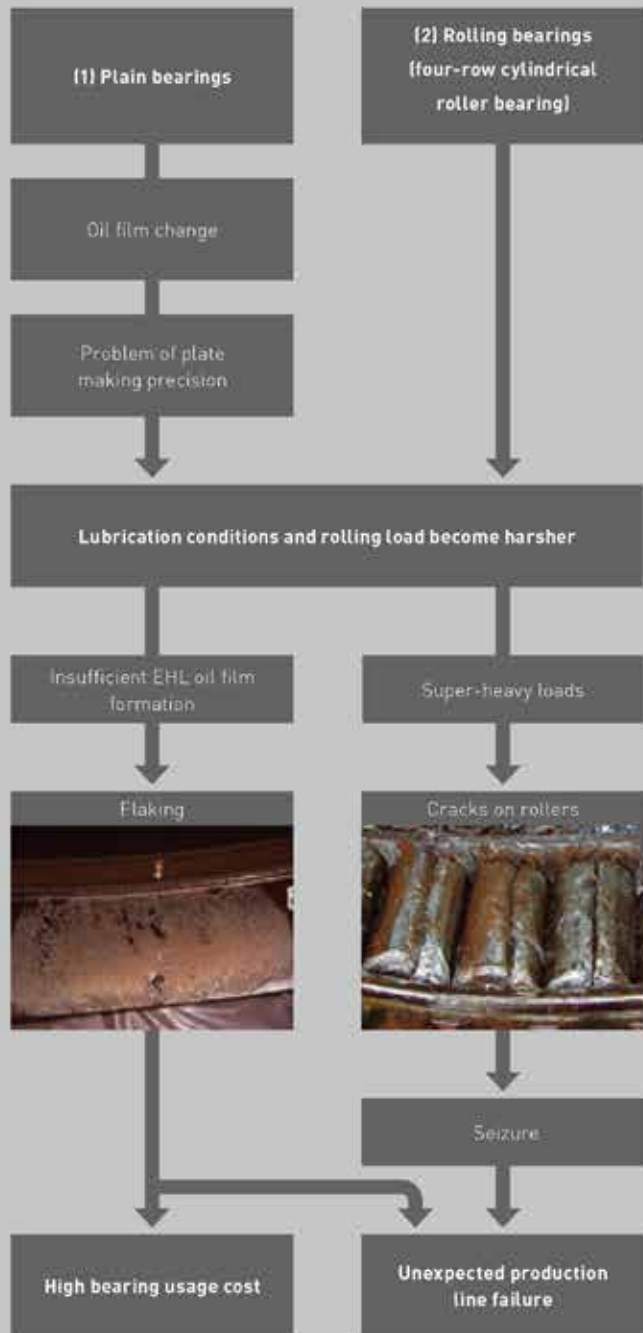 (1) Plain bearings
(2) Rolling bearings
(four-row cylindrical
roller bearing)
Oil film change
Problem of plate
making precision
Lubrication conditions and rolling load become harsher
Insufficient EHL oil film
formation
Super-heavy loads
Flaking
Cracks on rollers
Seizure
High bearing usage cost
Unexpected production
line failure